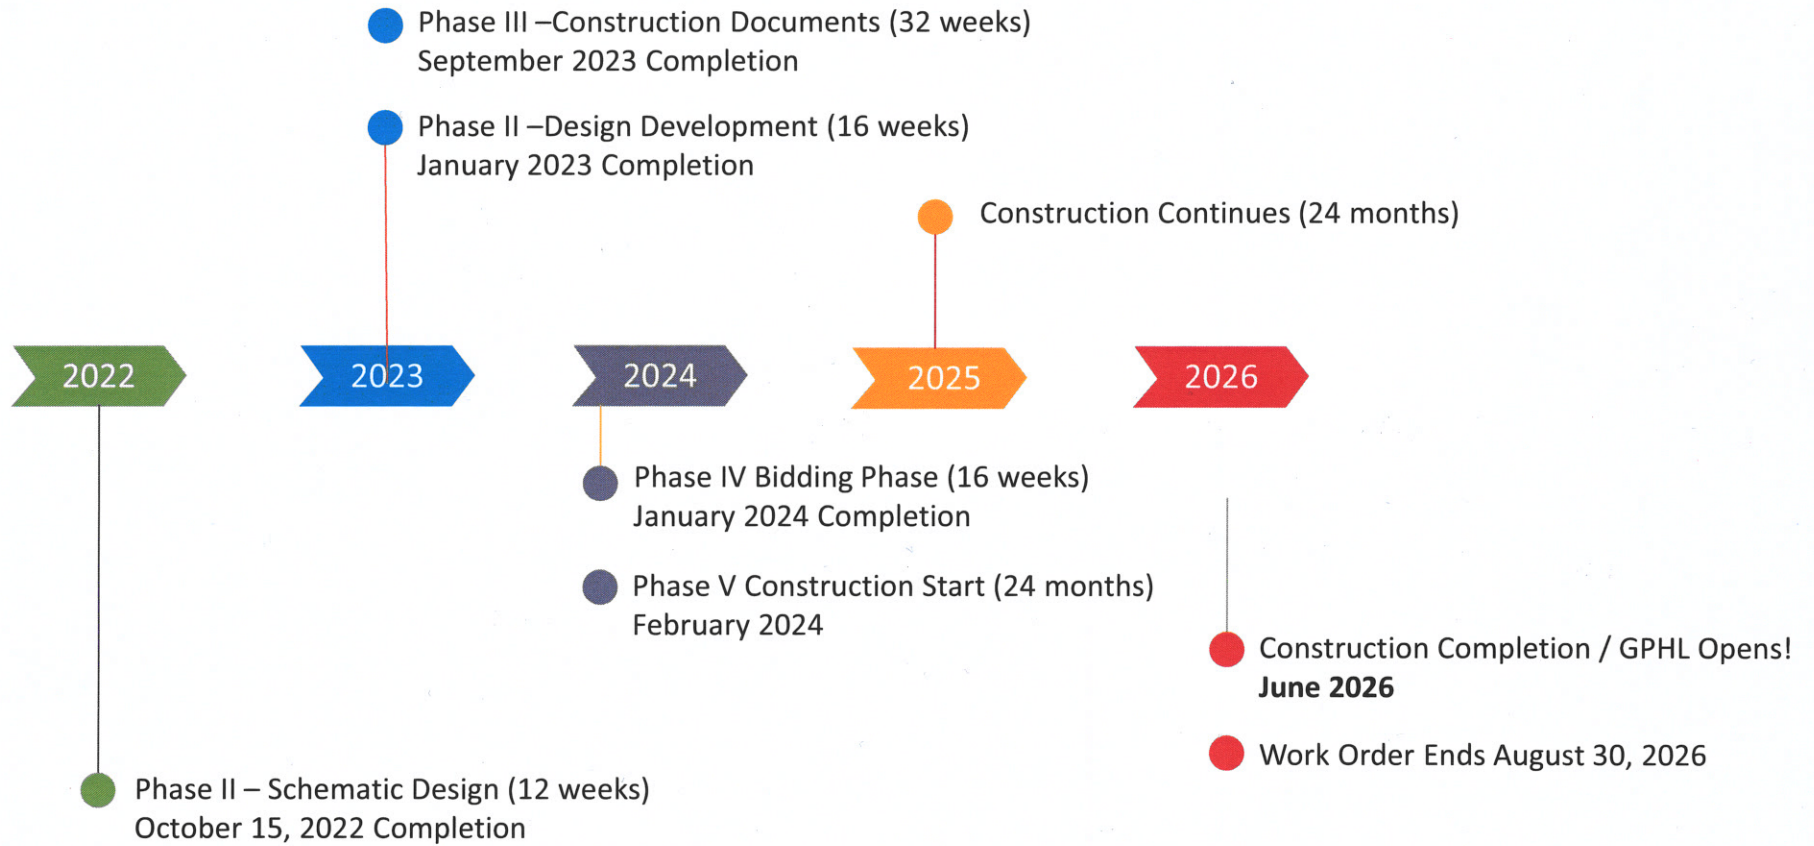 Phase III –Construction Documents (32 weeks)
September 2023 Completion
Phase II –Design Development (16 weeks)
January 2023 Completion
Construction Continues (24 months)
2022
2023
2024
2025
2026
Phase IV Bidding Phase (16 weeks)
January 2024 Completion
Phase V Construction Start (24 months)
February 2024
Construction Completion / GPHL Opens!
June 2026
Work Order Ends August 30, 2026
Phase II – Schematic Design (12 weeks)
October 15, 2022 Completion